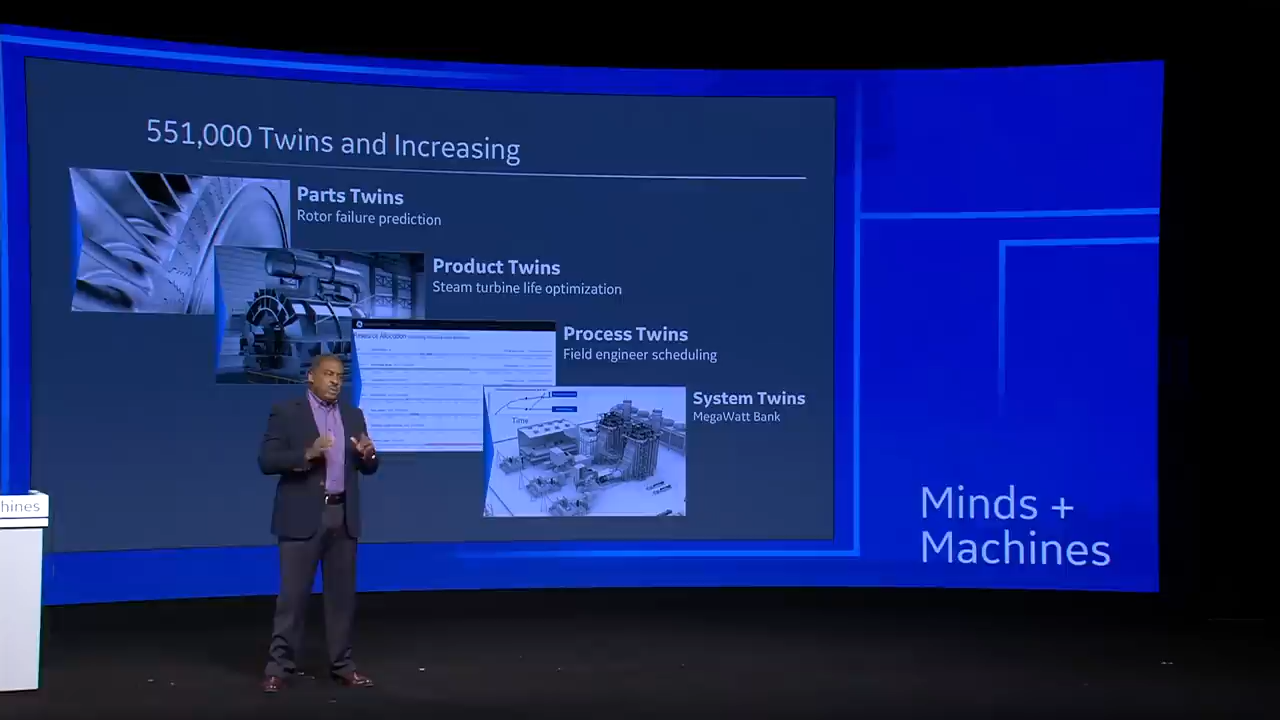 551,000 Twins and Increasing
Parts Twins
Rotor failure prediction
Product Twins
Steam turbine life optimization
Process Twins
Field engineer scheduling
System Twins
MegaWatt Bank
Time
hines
Minds +
Machines